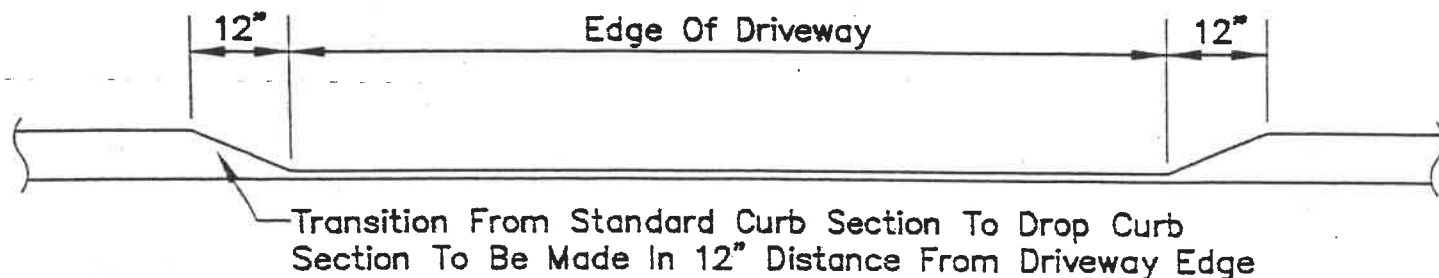 12" Edge Of Driveway 12"
Transition From Standard Curb Section To Drop Curb
Section To Be Made In 12" Distance From Driveway Edge